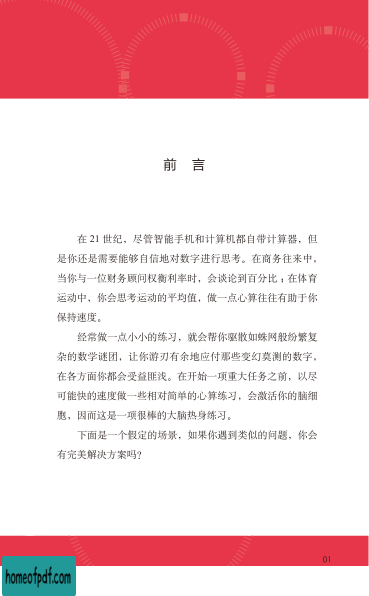 前 言
在 21 世纪，尽管智能手机和计算机都自带计算器，但
是你还是需要能够自信地对数字进行思考。在商务往来中，
当你与一位财务顾问权衡利率时，会谈论到百分比；在体育
运动中，你会思考运动的平均值，做一点心算往往有助于你
保持速度。
经常做一点小小的练习，就会帮你驱散如蛛网般纷繁复
杂的数学谜团，让你游刃有余地应付那些变幻莫测的数字，
在各方面你都会受益匪浅。在开始一项重大任务之前，以尽
可能快的速度做一些相对简单的心算练习，会激活你的脑细
胞，因而这是一项很棒的大脑热身练习。
下面是一个假定的场景，如果你遇到类似的问题，你会
有完美解决方案吗？
01
homeofpdf.com